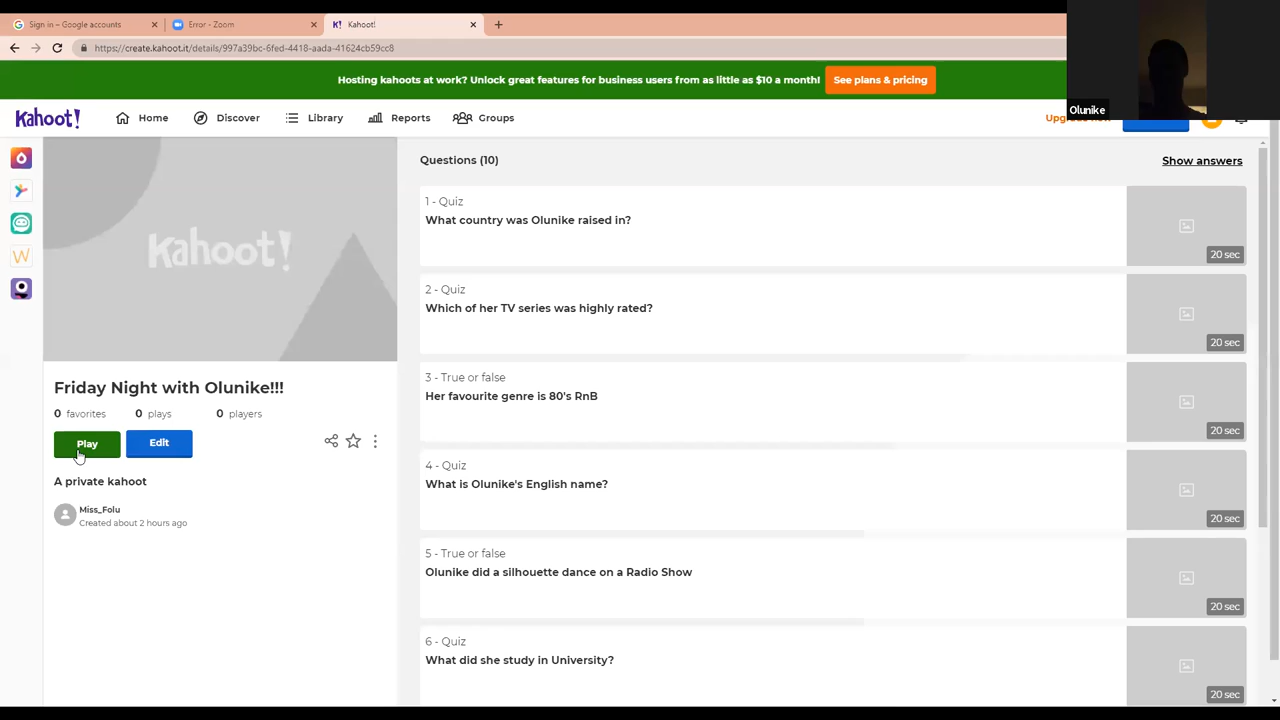 Sign in – Google accounts
Error - Zoom
Kahoot!
https://create.kahoot.it/details/997a39bc-6fed-4418-aada-41624cb59cc8
Hosting kahoots at work? Unlock great features for business users from as little as $10 a month!
See plans & pricing
Olunike
Kahoot!
Home
Discover
Library
Reports
Groups
Kahoot!
Friday Night with Olunike!!!
0 favorites
0 plays
0 players
Play
Edit
A private kahoot
Miss_Folu
Created about 2 hours ago
Questions (10)
Show answers
1 - Quiz
What country was Olunike raised in?
20 sec
2 - Quiz
Which of her TV series was highly rated?
20 sec
3 - True or false
Her favourite genre is 80's RnB
20 sec
4 - Quiz
What is Olunike's English name?
20 sec
5 - True or false
Olunike did a silhouette dance on a Radio Show
20 sec
6 - Quiz
What did she study in University?
20 sec